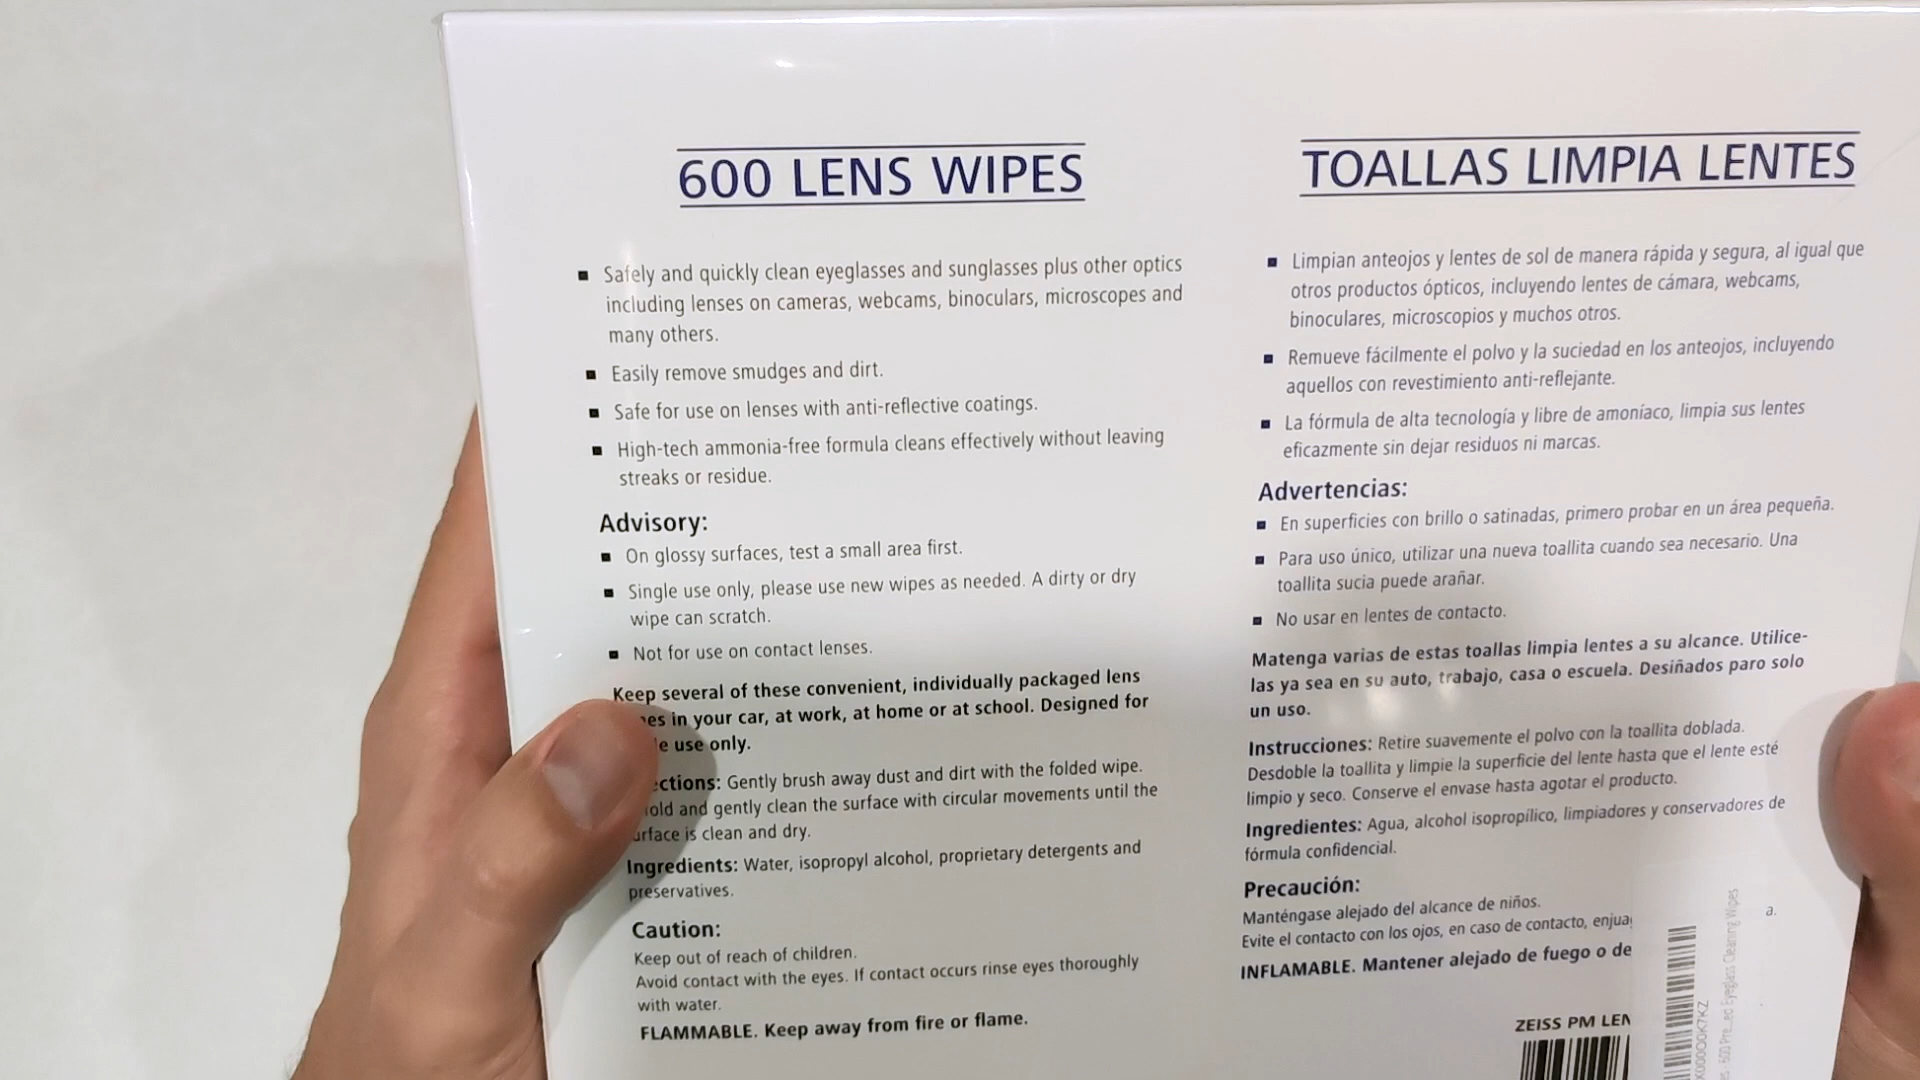 600 LENS WIPES
Safely and quickly clean eyeglasses and sunglasses plus other optics
including lenses on cameras, webcams, binoculars, microscopes and
many others.
Easily remove smudges and dirt.
Safe for use on lenses with anti-reflective coatings.
High-tech ammonia-free formula cleans effectively without leaving
streaks or residue.
Advisory:
On glossy surfaces, test a small area first.
Single use only, please use new wipes as needed. A dirty or dry
wipe can scratch.
Not for use on contact lenses.
Keep several of these convenient, individually packaged lens
in your car, at work, at home or at school. Designed for
use only.
Gently brush away dust and dirt with the folded wipe.
and gently clean the surface with circular movements until the
is clean and dry.
Ingredients: Water, isopropyl alcohol, proprietary detergents and
preservatives.
Caution:
Keep out of reach of children.
Avoid contact with the eyes. If contact occurs rinse eyes thoroughly
with water.
FLAMMABLE. Keep away from fire or flame.
TOALLAS LIMPIA LENTES
Limpian anteojos y lentes de sol de manera rápida y segura, al igual que
otros productos ópticos, incluyendo lentes de cámara, webcams,
binoculares, microscopios y muchos otros.
Remueve fácilmente el polvo y la suciedad en los anteojos, incluyendo
aquellos con revestimiento anti-reflejante.
La fórmula de alta tecnología y libre de amoníaco, limpia sus lentes
eficazmente sin dejar residuos ni marcas.
Advertencias:
En superficies con brillo o satinadas, primero probar en un área pequeña.
Para uso único, utilizar una nueva toallita cuando sea necesario. Una
toallita sucia puede arañar.
No usar en lentes de contacto.
Matenga varias de estas toallas limpia lentes a su alcance. Utilice-
las ya sea en su auto, trabajo, casa o escuela. Desiñados paro solo
un uso.
Instrucciones: Retire suavemente el polvo con la toallita doblada.
Desdoble la toallita y limpie la superficie del lente hasta que el lente esté
limpio y seco. Conserve el envase hasta agotar el producto.
Ingredientes: Agua, alcohol isopropílico, limpiadores y conservadores de
fórmula confidencial.
Precaución:
Manténgase alejado del alcance de niños.
Evite el contacto con los ojos, en caso de contacto,
INFLAMABLE. Mantener alejado de fuego o de
ZEISS PM LEN
600 Pre...ed Eyeglass Cleaning Wipes